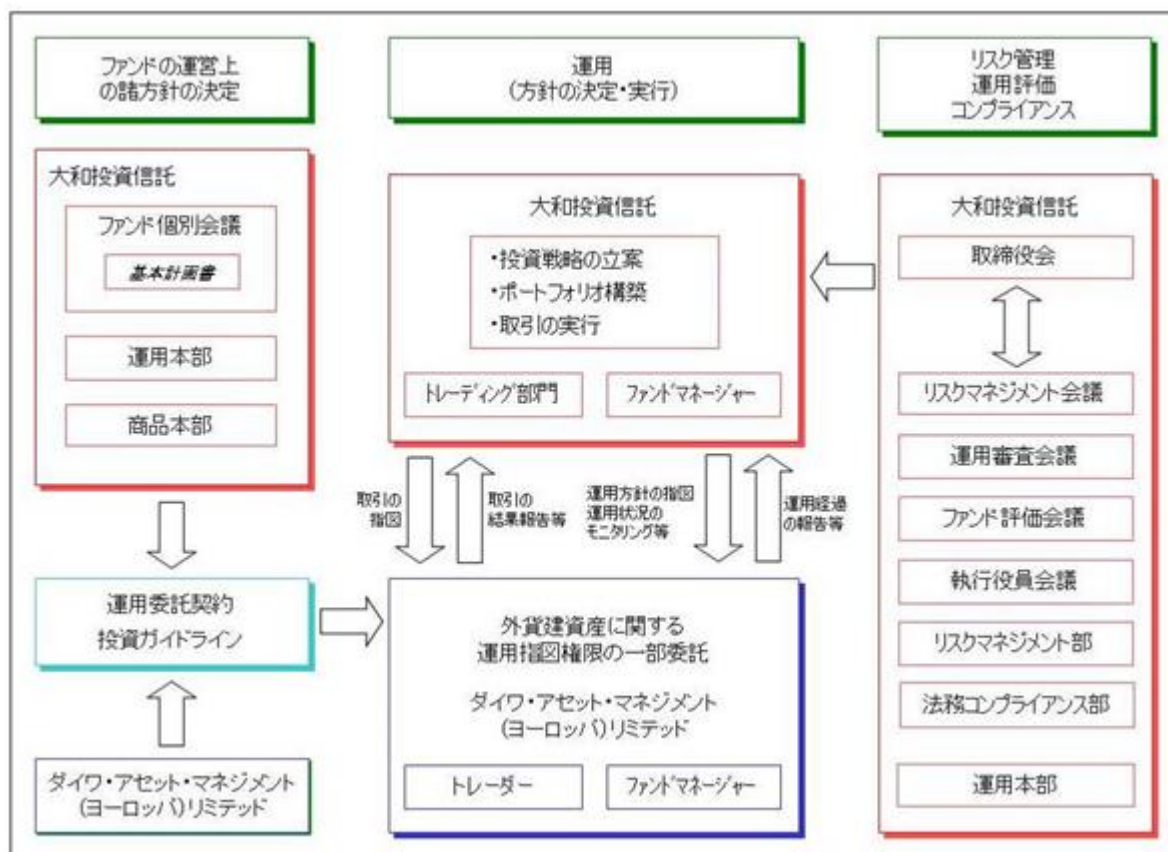 ファンドの運営上
の諸方針の決定
運用
(方針の決定・実行)
リスク管理
運用評価
コンプライアンス
大和投資信託
ファンド個別会議
基本計画書
運用本部
商品本部
大和投資信託
・投資戦略の立案
・ポートフォリオ構築
・取引の実行
トレーディング部門
ファンドマネージャー
大和投資信託
取締役会
リスクマネジメント会議
運用審査会議
ファンド評価会議
執行役員会議
リスクマネジメント部
法務コンプライアンス部
運用本部
取引の
指図
取引の
結果報告等
運用方針の指図
運用状況の
モニタリング等
運用経過
の報告等
運用委託契約
投資ガイドライン
外貨建資産に関する
運用指図権限の一部委託
ダイワ・アセット・マネジメント
(ヨーロッパ)リミテッド
トレーダー
ファンドマネージャー
ダイワ・アセット・マネジメント
(ヨーロッパ)リミテッド